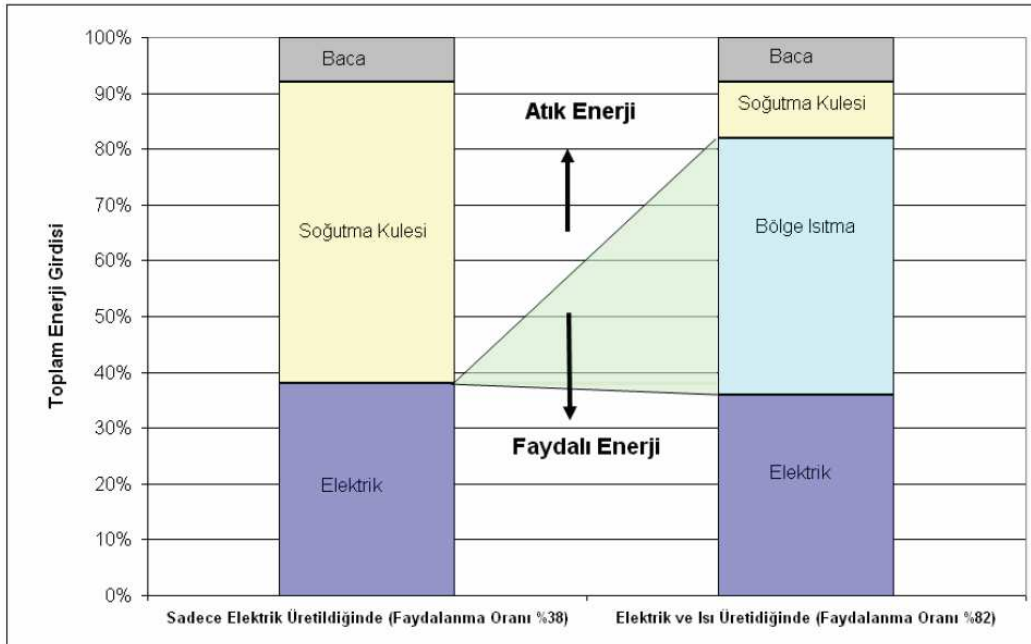 Toplam Enerji Girdisi
100%
90%
80%
70%
60%
50%
40%
30%
20%
10%
0%
Baca
Soğutma Kulesi
Elektrik
Atık Enerji
Faydalı Enerji
Baca
Soğutma Kulesi
Bölge Isıtma
Elektrik
Sadece Elektrik Üretildiğinde (Faydalanma Oranı %38)
Elektrik ve Isı Üretidiğinde (Faydalanma Oranı %82)